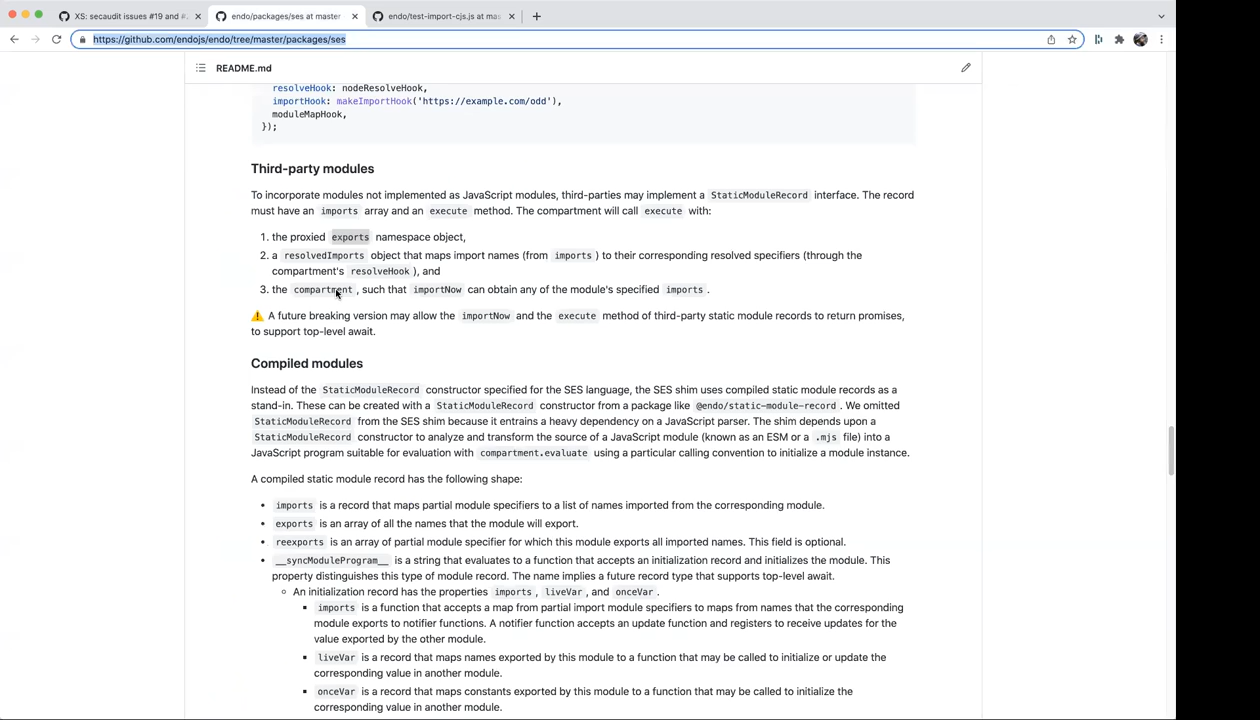 XS: secaudit issues #19 and #
endo/packages/ses at master
endo/test-import-cjs.js at mas
https://github.com/endojs/endo/tree/master/packages/ses
README.md
resolveHook: nodeResolveHook,
importHook: makeImportHook('https://example.com/odd'),
moduleMapHook,
});
Third-party modules
To incorporate modules not implemented as JavaScript modules, third-parties may implement a StaticModuleRecord interface. The record
must have an imports array and an execute method. The compartment will call execute with:
1. the proxied exports namespace object,
2. a resolvedImports object that maps import names (from imports ) to their corresponding resolved specifiers (through the
compartment's resolveHook ), and
3. the compartment , such that importNow can obtain any of the module's specified imports .
⚠️ A future breaking version may allow the importNow and the execute method of third-party static module records to return promises,
to support top-level await.
Compiled modules
Instead of the StaticModuleRecord constructor specified for the SES language, the SES shim uses compiled static module records as a
stand-in. These can be created with a StaticModuleRecord constructor from a package like @endo/static-module-record . We omitted
StaticModuleRecord from the SES shim because it entrains a heavy dependency on a JavaScript parser. The shim depends upon a
StaticModuleRecord constructor to analyze and transform the source of a JavaScript module (known as an ESM or a .mjs file) into a
JavaScript program suitable for evaluation with compartment.evaluate using a particular calling convention to initialize a module instance.
A compiled static module record has the following shape:
• imports is a record that maps partial module specifiers to a list of names imported from the corresponding module.
• exports is an array of all the names that the module will export.
• reexports is an array of partial module specifier for which this module exports all imported names. This field is optional.
• __syncModuleProgram__ is a string that evaluates to a function that accepts an initialization record and initializes the module. This
property distinguishes this type of module record. The name implies a future record type that supports top-level await.
○ An initialization record has the properties imports , liveVar , and onceVar .
▪ imports is a function that accepts a map from partial import module specifiers to maps from names that the corresponding
module exports to notifier functions. A notifier function accepts an update function and registers to receive updates for the
value exported by the other module.
▪ liveVar is a record that maps names exported by this module to a function that may be called to initialize or update the
corresponding value in another module.
▪ onceVar is a record that maps constants exported by this module to a function that may be called to initialize the
corresponding value in another module.